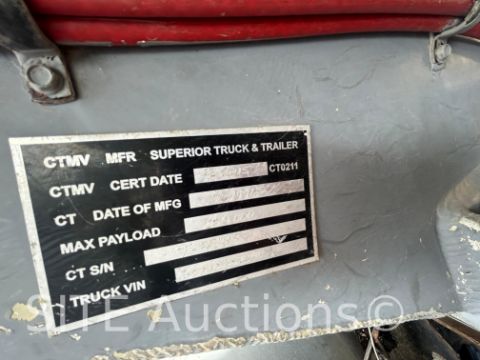 CTMV MFR SUPERIOR TRUCK & TRAILER
CTMV CERT DATE CT0211
CT DATE OF MFG
MAX PAYLOAD
CT S/N
TRUCK VIN
SITE Auctions.com